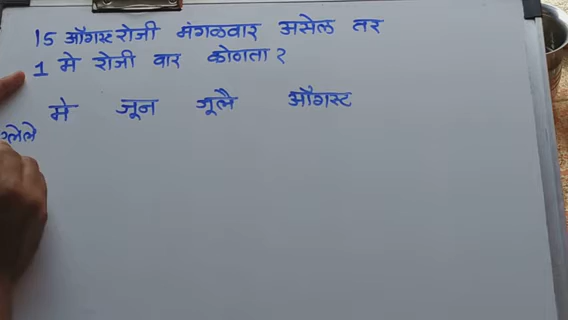 15 ऑगस्ट रोजी मंगळवार असेल तर
1 मे रोजी वार कोणता?
मे जून जूलै ऑगस्ट